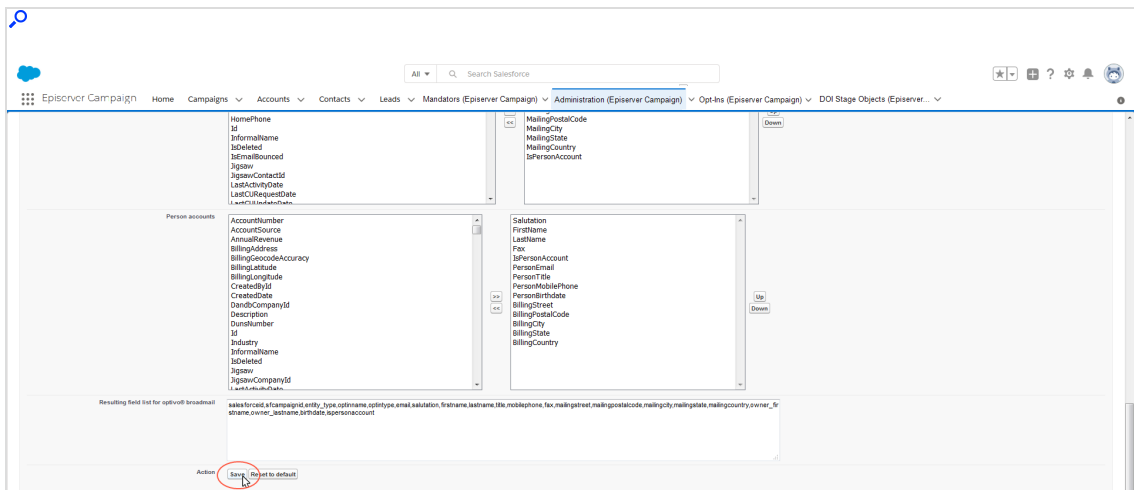 All Search Salesforce
Episerver Campaign Home Campaigns Accounts Contacts Leads Mandators (Episerver Campaign) Administration (Episerver Campaign) Opt-Ins (Episerver Campaign) DOI Stage Objects (Episerver...
HomePhone
Id
InformalName
IsDeleted
IsEmailBounced
Jigsaw
JigsawContactId
LastActivityDate
LastCURequestDate
LastCUUpdateDate
<<
MailingPostalCode
MailingCity
MailingState
MailingCountry
IsPersonAccount
Down
Person accounts
AccountNumber
AccountSource
AnnualRevenue
BillingAddress
BillingGeocodeAccuracy
BillingLatitude
BillingLongitude
CreatedById
CreatedDate
DandbCompanyId
Description
DunsNumber
Id
Industry
InformalName
IsDeleted
Jigsaw
JigsawCompanyId
LastActivityDate
>>
<<
Salutation
FirstName
LastName
Fax
IsPersonAccount
PersonEmail
PersonTitle
PersonMobilePhone
PersonBirthdate
BillingStreet
BillingPostalCode
BillingCity
BillingState
BillingCountry
Up
Down
Resulting field list for optivo® broadmail
salesforceid,sfcampaignid,entity_type,optinname,optintype,email,salutation,firstname,lastname,title,mobilephone,fax,mailingstreet,mailingpostalcode,mailingcity,mailingstate,mailingcountry,owner_fir
stname,owner_lastname,birthdate,ispersonaccount
Action
Save Reset to default